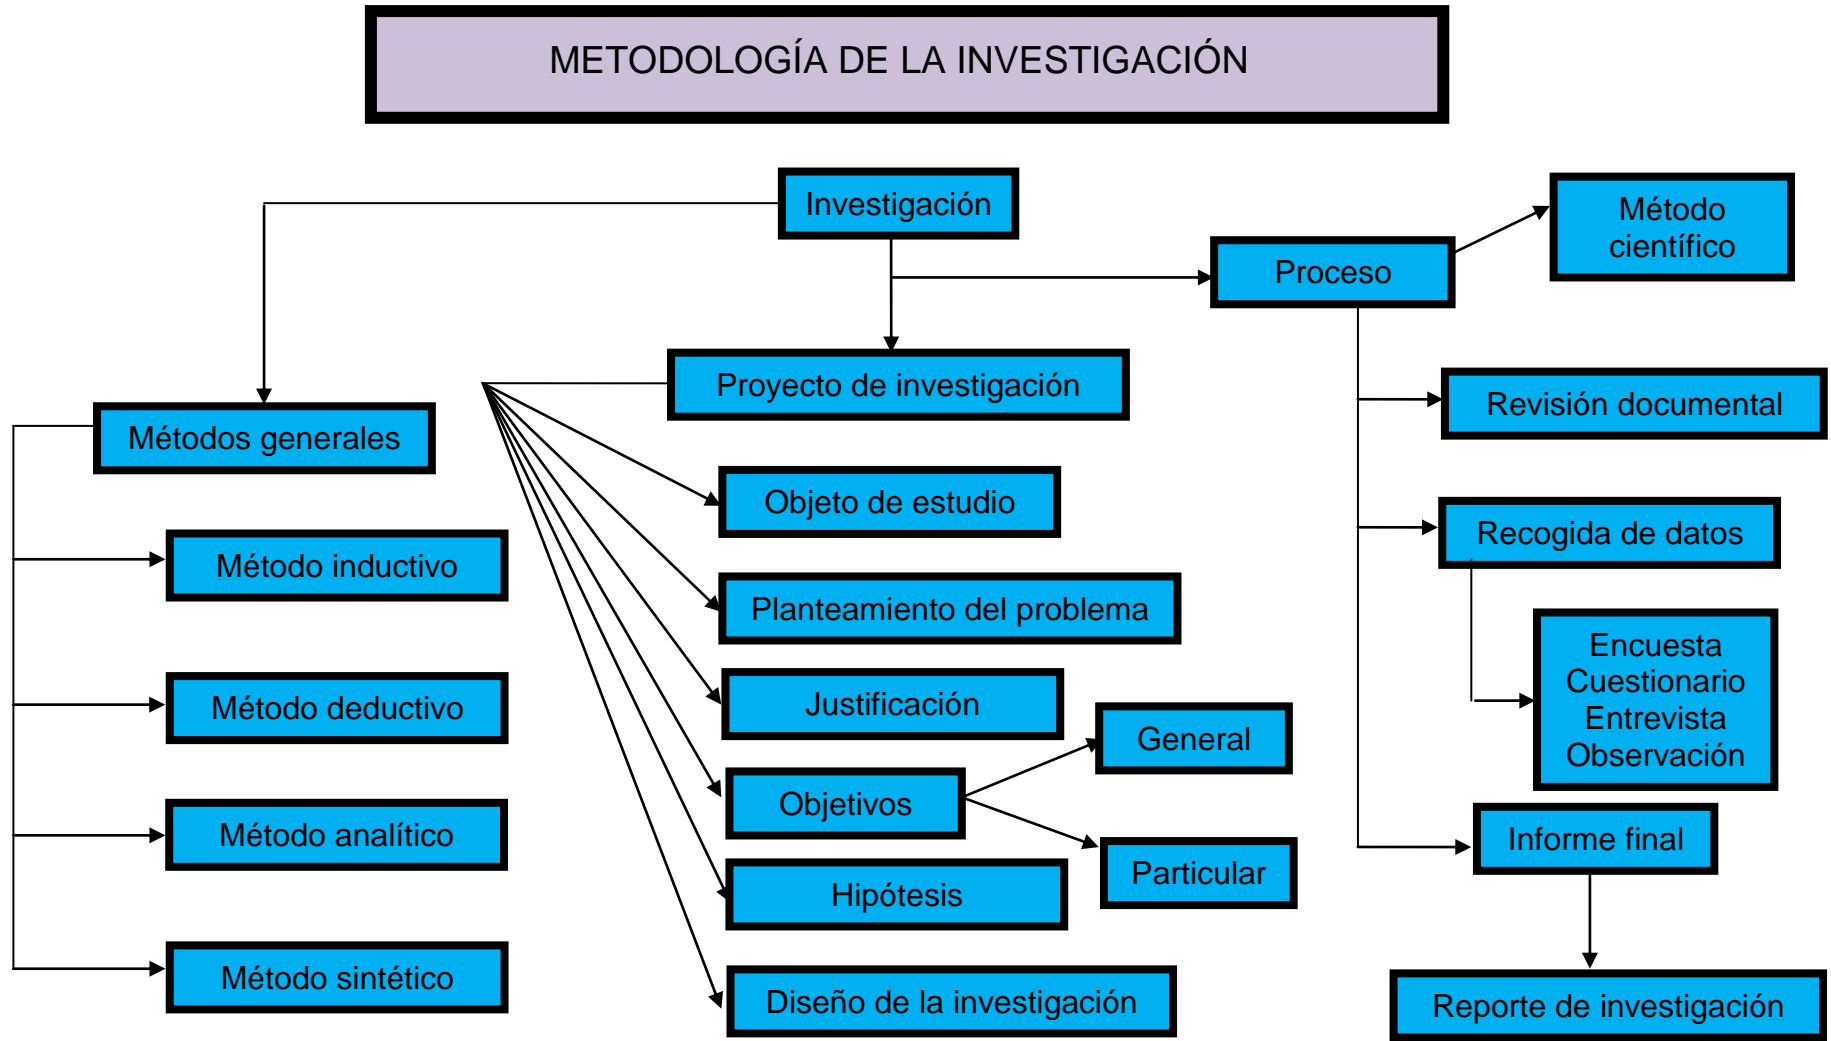 METODOLOGÍA DE LA INVESTIGACIÓN
Investigación
Método
científico
Proceso
Proyecto de investigación
Revisión documental
Métodos generales
Objeto de estudio
Recogida de datos
Método inductivo
Planteamiento del problema
Encuesta
Cuestionario
Entrevista
Observación
Método deductivo
Justificación
General
Objetivos
Método analítico
Informe final
Particular
Hipótesis
Método sintético
Diseño de la investigación
Reporte de investigación